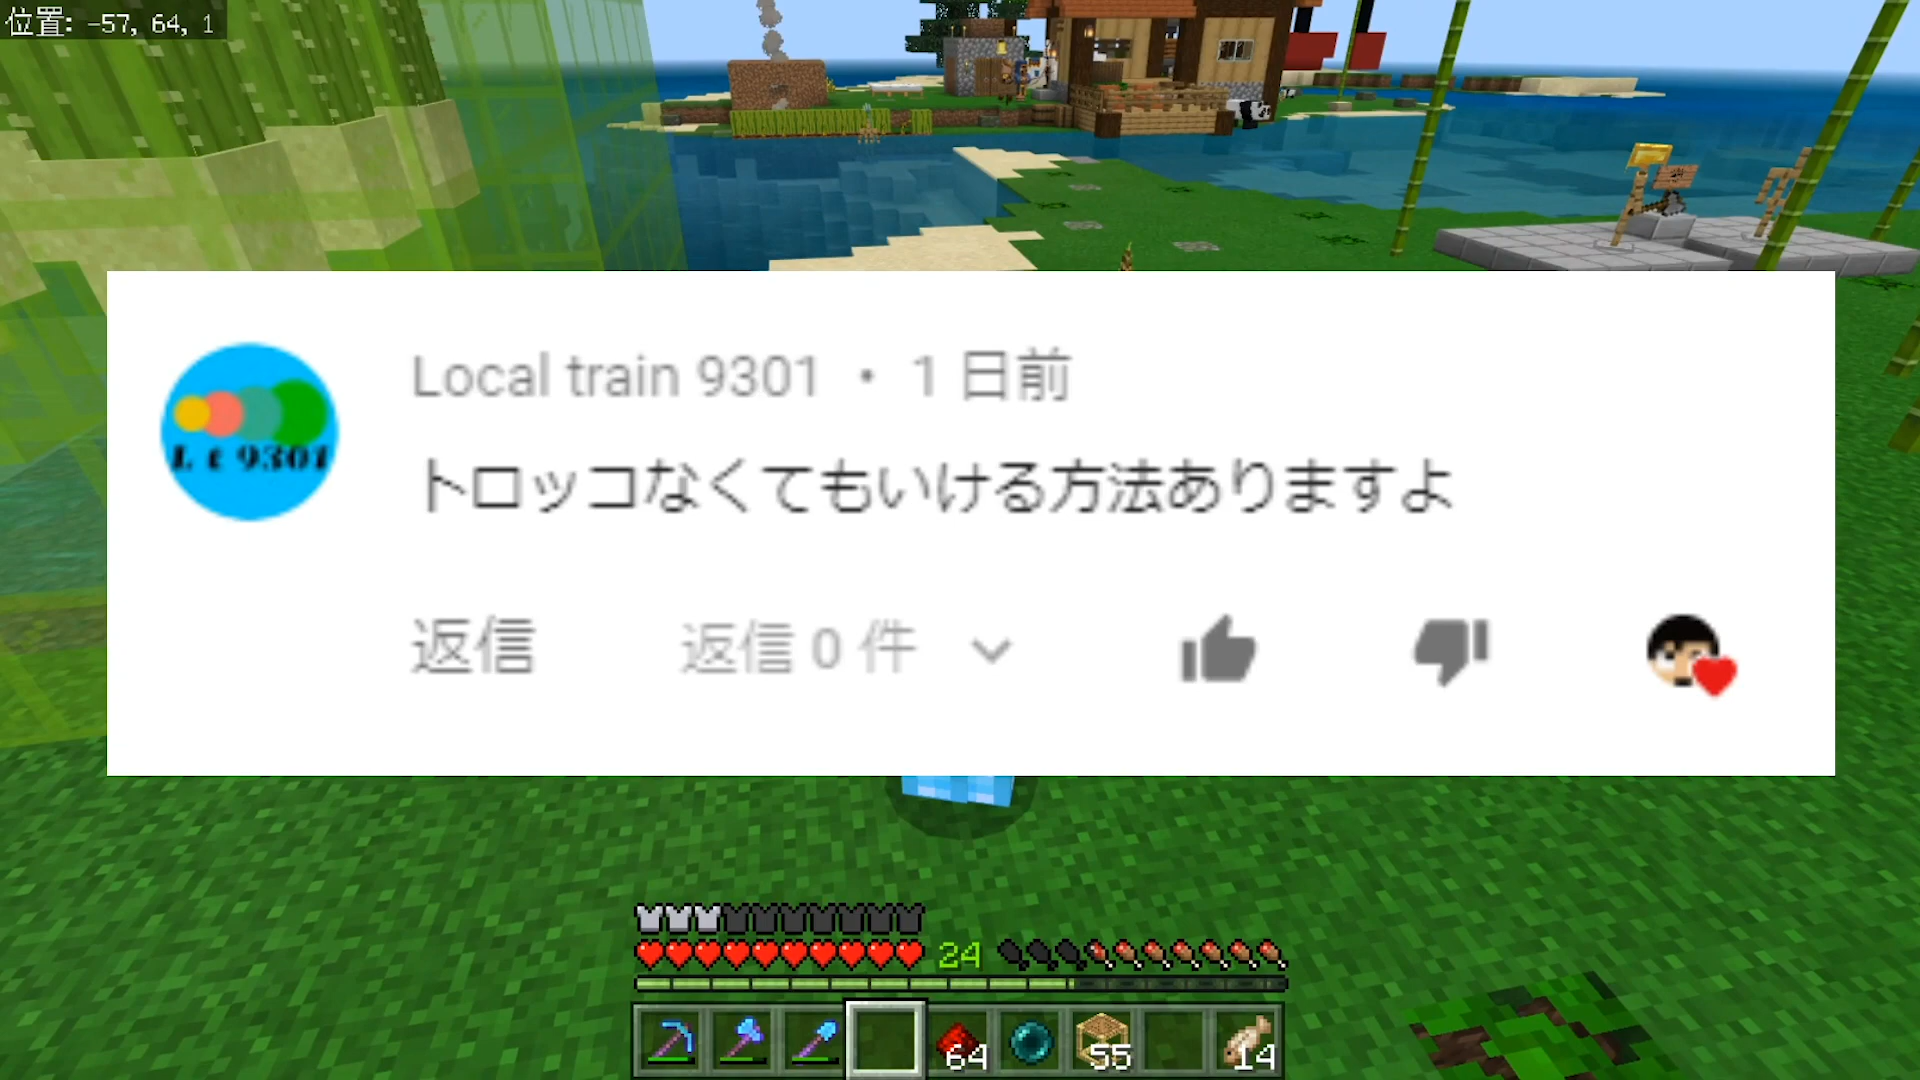 位置: -57, 64, 1
Local train 9301 • 1 日前
L t 9301
トロッコなくてもいける方法ありますよ
返信 返信 0 件
24
64 55 14